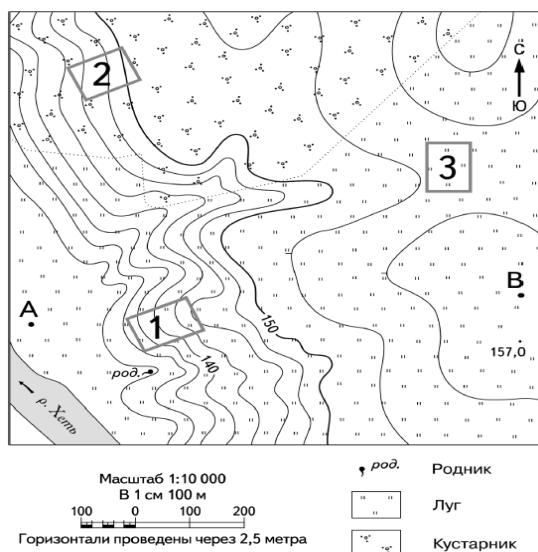 2
С
Ю
3
А
В
1
150
140
157,0
род.
р. Хеть
Масштаб 1:10 000
В 1 см 100 м
100 0 100 200
Горизонтали проведены через 2,5 метра
род. Родник
Луг
Кустарник